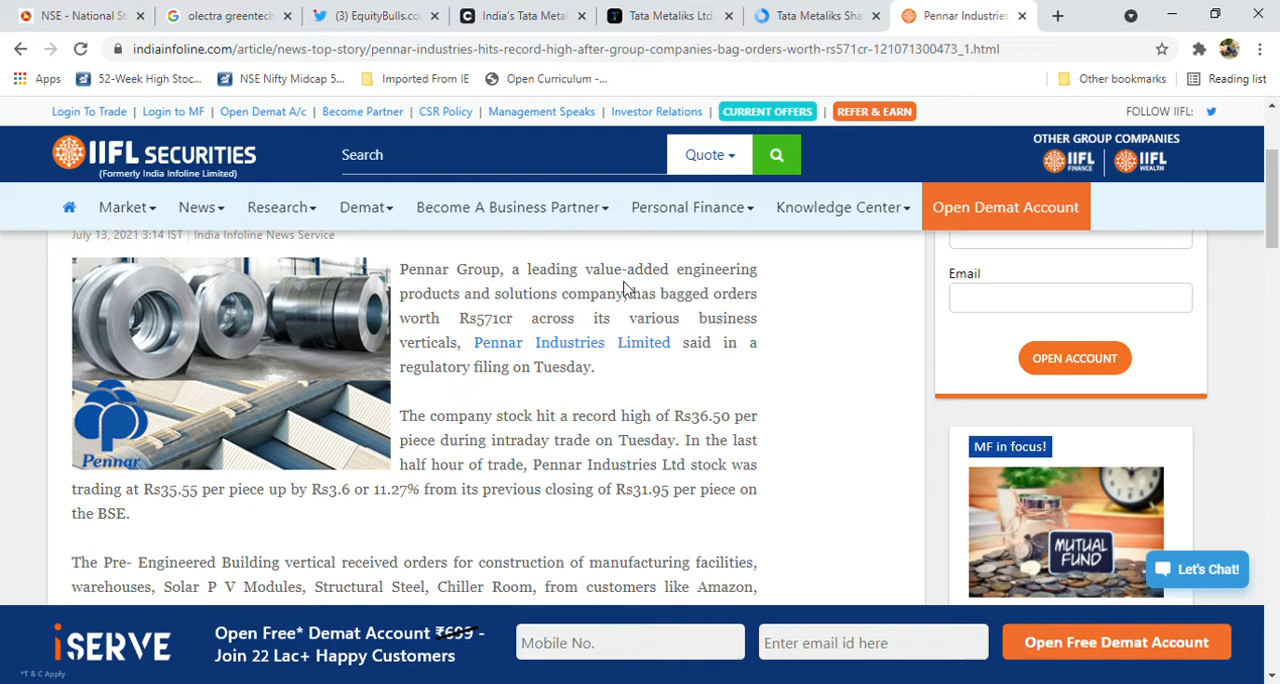 NSE - National S
olectra greentech
(3) EquityBulls.co
India's Tata Metal
Tata Metaliks Ltd
Tata Metaliks Sha
Pennar Industries
indiainfoline.com/article/news-top-story/pennar-industries-hits-record-high-after-group-companies-bag-orders-worth-rs571cr-121071300473_1.html
Apps
52-Week High Stoc...
NSE Nifty Midcap 5...
Imported From IE
Open Curriculum -...
Other bookmarks
Reading list
Login To Trade | Login to MF | Open Demat A/c | Become Partner | CSR Policy | Management Speaks | Investor Relations | CURRENT OFFERS | REFER & EARN
FOLLOW IIFL:
IIFL SECURITIES
(Formerly India Infoline Limited)
Search
Quote
OTHER GROUP COMPANIES
IIFL FINANCE
IIFL WEALTH
Market
News
Research
Demat
Become A Business Partner
Personal Finance
Knowledge Center
Open Demat Account
July 13, 2021 3:14 IST | India Infoline News Service
Pennar
Pennar Group, a leading value-added engineering
products and solutions company has bagged orders
worth Rs571cr across its various business
verticals, Pennar Industries Limited said in a
regulatory filing on Tuesday.
The company stock hit a record high of Rs36.50 per
piece during intraday trade on Tuesday. In the last
half hour of trade, Pennar Industries Ltd stock was
trading at Rs35.55 per piece up by Rs3.6 or 11.27% from its previous closing of Rs31.95 per piece on
the BSE.
The Pre- Engineered Building vertical received orders for construction of manufacturing facilities,
warehouses, Solar P V Modules, Structural Steel, Chiller Room, from customers like Amazon,
Email
OPEN ACCOUNT
MF in focus!
MUTUAL
FUND
Let's Chat!
iSERVE
*T & C Apply
Open Free* Demat Account ₹699 -
Join 22 Lac+ Happy Customers
Mobile No.
Enter email id here
Open Free Demat Account